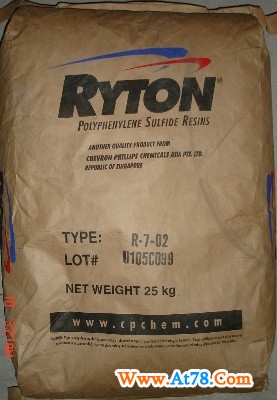 RYTON®
POLYPHENYLENE SULFIDE RESINS
ANOTHER QUALITY PRODUCT FROM
CHEVRON PHILLIPS CHEMICALS ASIA PTE. LTD.
REPUBLIC OF SINGAPORE
TYPE: R-7-02
LOT# U105C099
NET WEIGHT 25 kg
www.cpchem.com
www.At78.Com